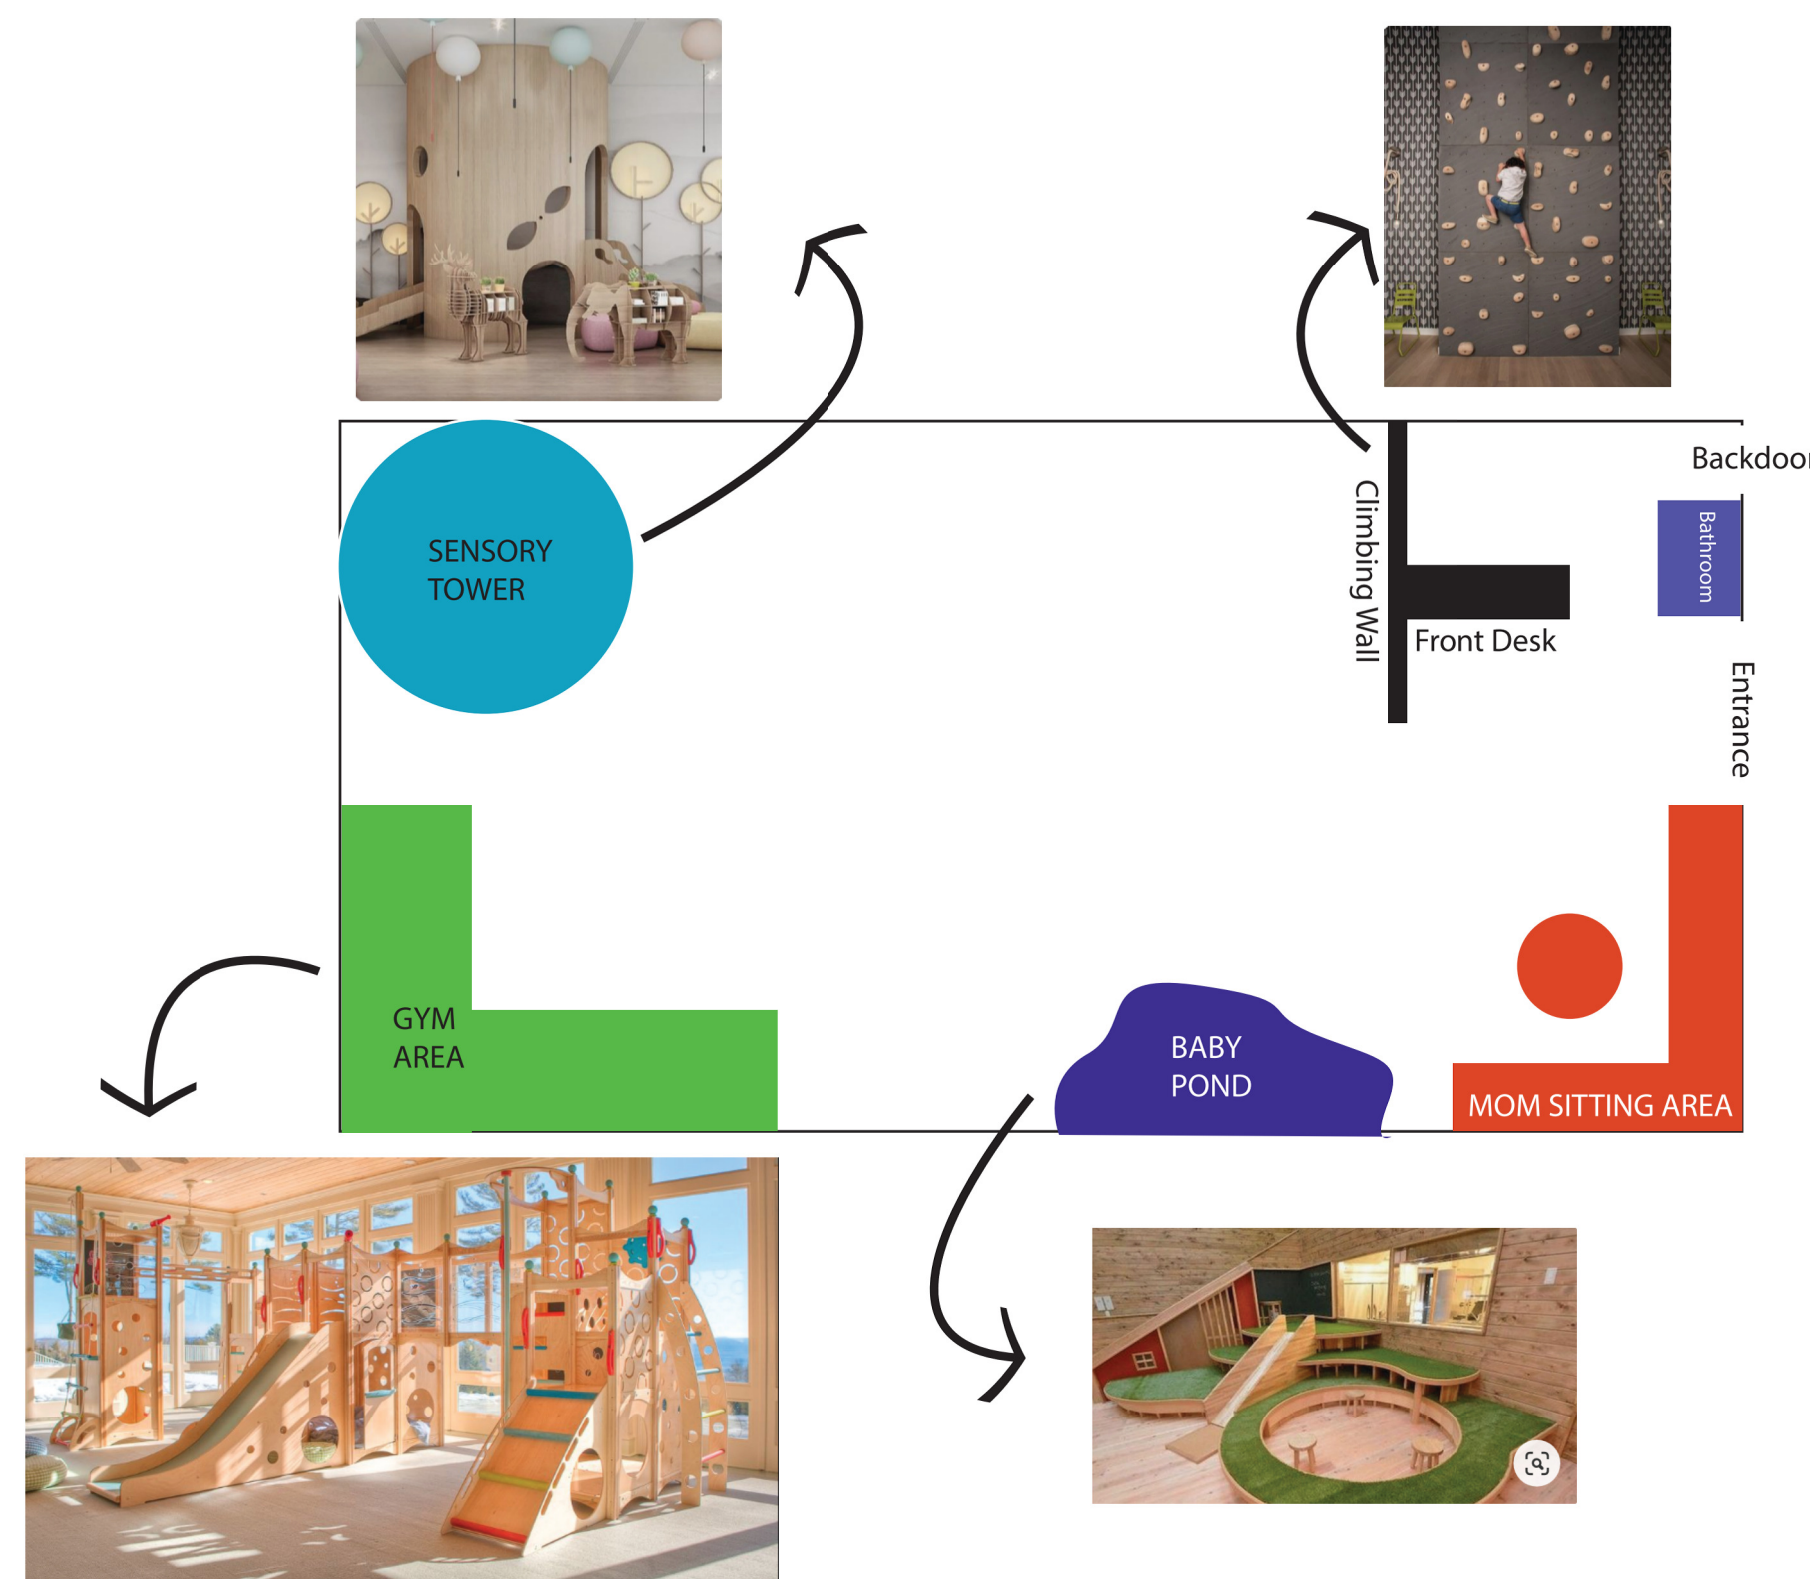 Backdoor
SENSORY
TOWER
Climbing Wall
Bathroom
Front Desk
Entrance
GYM
AREA
BABY
POND
MOM SITTING AREA